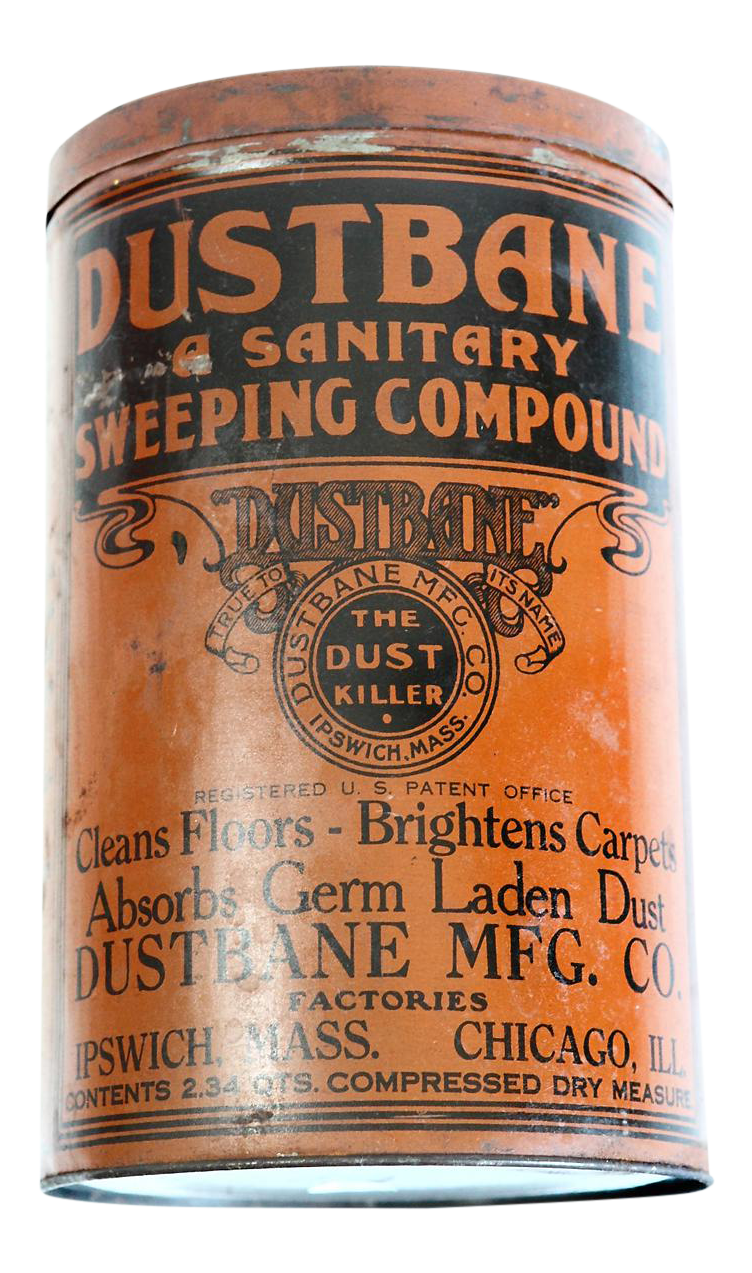 DUSTBANE
A SANITARY
SWEEPING COMPOUND
"DUSTBANE"
TRUE TO ITS NAME
DUSTBANE MFG. CO.
THE
DUST
KILLER
IPSWICH, MASS.
REGISTERED U. S. PATENT OFFICE
Cleans Floors - Brightens Carpets
Absorbs Germ Laden Dust
DUSTBANE MFG. CO.
FACTORIES
IPSWICH, MASS. CHICAGO, ILL.
CONTENTS 2.34 QTS. COMPRESSED DRY MEASURE